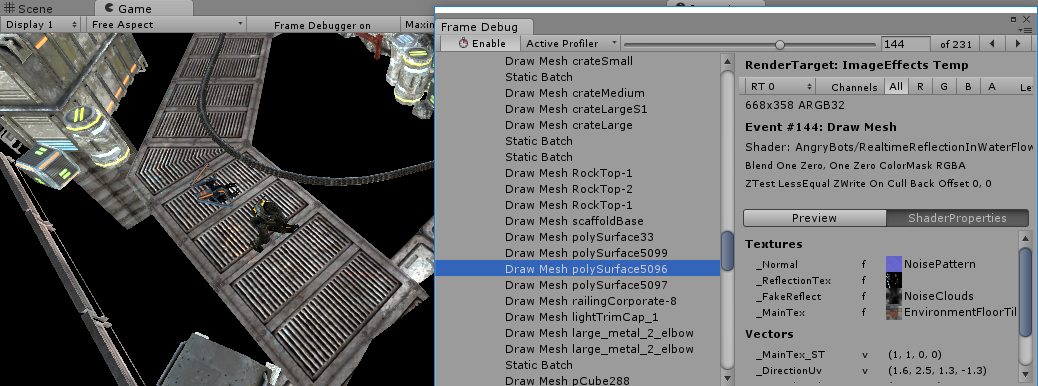 Scene
Game
Display 1
Free Aspect
Frame Debugger on
Maxin
Frame Debug
Enable
Active Profiler
144
of 231
Draw Mesh crateSmall
Static Batch
Draw Mesh crateMedium
Draw Mesh crateLargeS1
Draw Mesh crateLarge
Static Batch
Static Batch
Draw Mesh RockTop-1
Draw Mesh RockTop-2
Draw Mesh RockTop-1
Draw Mesh scaffoldBase
Draw Mesh polySurface33
Draw Mesh polySurface5099
Draw Mesh polySurface5096
Draw Mesh polySurface5097
Draw Mesh railingCorporate-8
Draw Mesh lightTrimCap_1
Draw Mesh large_metal_2_elbow
Draw Mesh large_metal_2_elbow
Static Batch
Draw Mesh pCube288
RenderTarget: ImageEffects Temp
RT 0 Channels All R G B A Le
668x358 ARGB32
Event #144: Draw Mesh
Shader: AngryBots/RealtimeReflectionInWaterFlow
Blend One Zero, One Zero ColorMask RGBA
ZTest LessEqual ZWrite On Cull Back Offset 0, 0
Preview
ShaderProperties
Textures
_Normal f NoisePattern
_ReflectionTex f
_FakeReflect f NoiseClouds
_MainTex f EnvironmentFloorTil
Vectors
_MainTex_ST v (1, 1, 0, 0)
_DirectionUv v (1.6, 2.5, 1.3, -1.3)